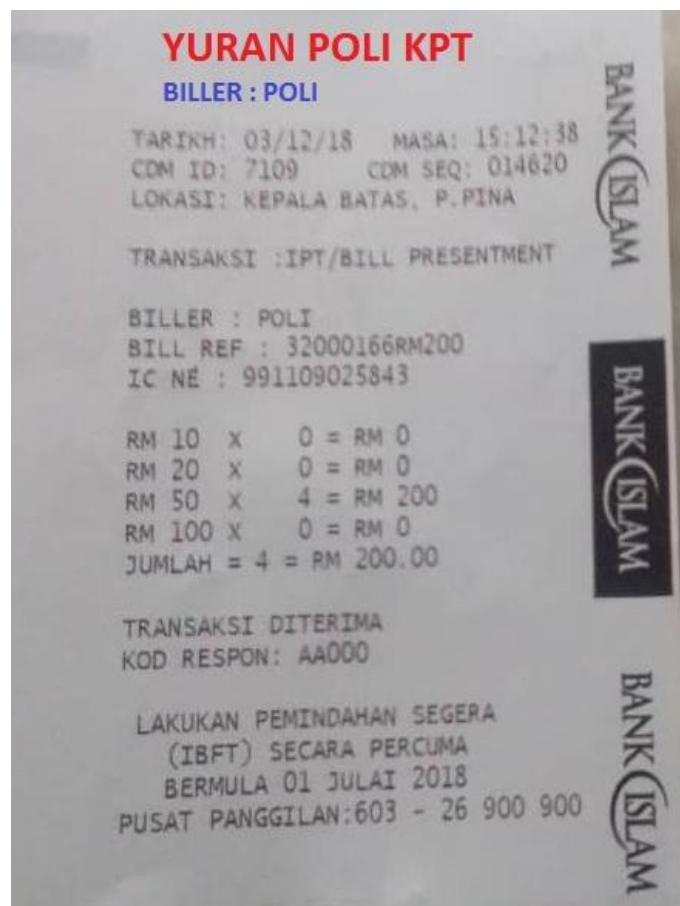 YURAN POLI KPT
BILLER : POLI
TARIKH: 03/12/18 MASA: 15:12:38
CDM ID: 7109 CDM SEQ: 014620
LOKASI: KEPALA BATAS, P.PINA
TRANSAKSI :IPT/BILL PRESENTMENT
BILLER : POLI
BILL REF : 32000166RM200
IC NE : 991109025843
RM 10 X 0 = RM 0
RM 20 X 0 = RM 0
RM 50 X 4 = RM 200
RM 100 X 0 = RM 0
JUMLAH = 4 = RM 200.00
TRANSAKSI DITERIMA
KOD RESPON: AA000
LAKUKAN PEMINDAHAN SEGERA
(IBFT) SECARA PERCUMA
BERMULA 01 JULAI 2018
PUSAT PANGGILAN:603 - 26 900 900
BANK ISLAM
BANK ISLAM
BANK ISLAM